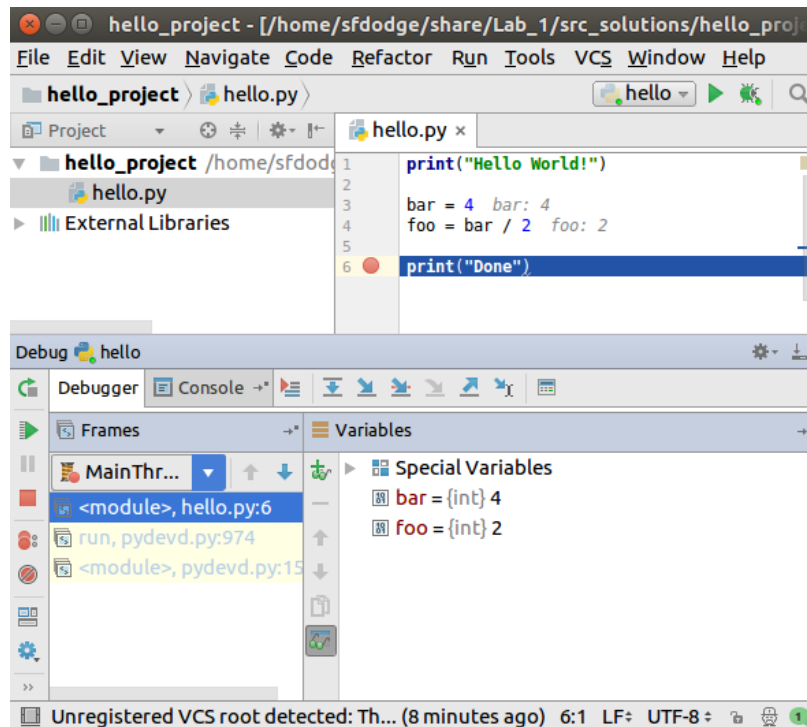 hello_project - [/home/sfdodge/share/Lab_1/src_solutions/hello_proje
File Edit View Navigate Code Refactor Run Tools VCS Window Help
hello_project hello.py hello
Project
hello.py ×
hello_project /home/sfdodg
hello.py
External Libraries
1 print("Hello World!")
2
3 bar = 4 bar: 4
4 foo = bar / 2 foo: 2
5
6 print("Done")
Debug hello
Debugger Console
Frames
Variables
MainThr...
<module>, hello.py:6
run, pydevd.py:974
<module>, pydevd.py:15
Special Variables
bar = {int} 4
foo = {int} 2
Unregistered VCS root detected: Th... (8 minutes ago) 6:1 LF UTF-8 1